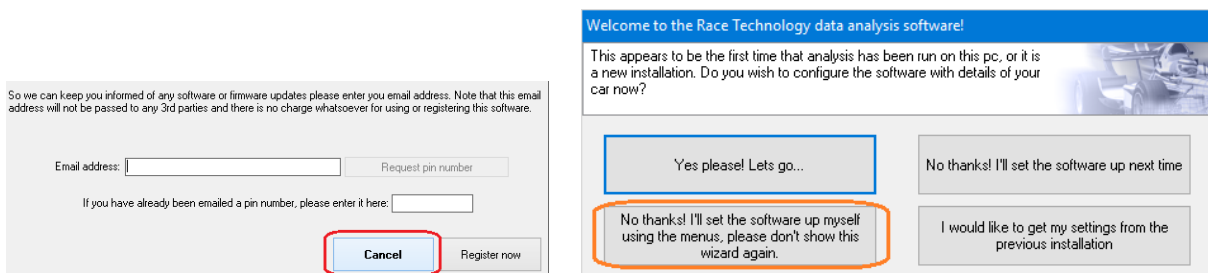 So we can keep you informed of any software or firmware updates please enter you email address. Note that this email
address will not be passed to any 3rd parties and there is no charge whatsoever for using or registering this software.
Email address:
Request pin number
If you have already been emailed a pin number, please enter it here:
Cancel
Register now
Welcome to the Race Technology data analysis software!
This appears to be the first time that analysis has been run on this pc, or it is
a new installation. Do you wish to configure the software with details of your
car now?
Yes please! Lets go...
No thanks! I'll set the software up next time
No thanks! I'll set the software up myself
using the menus, please don't show this
wizard again.
I would like to get my settings from the
previous installation